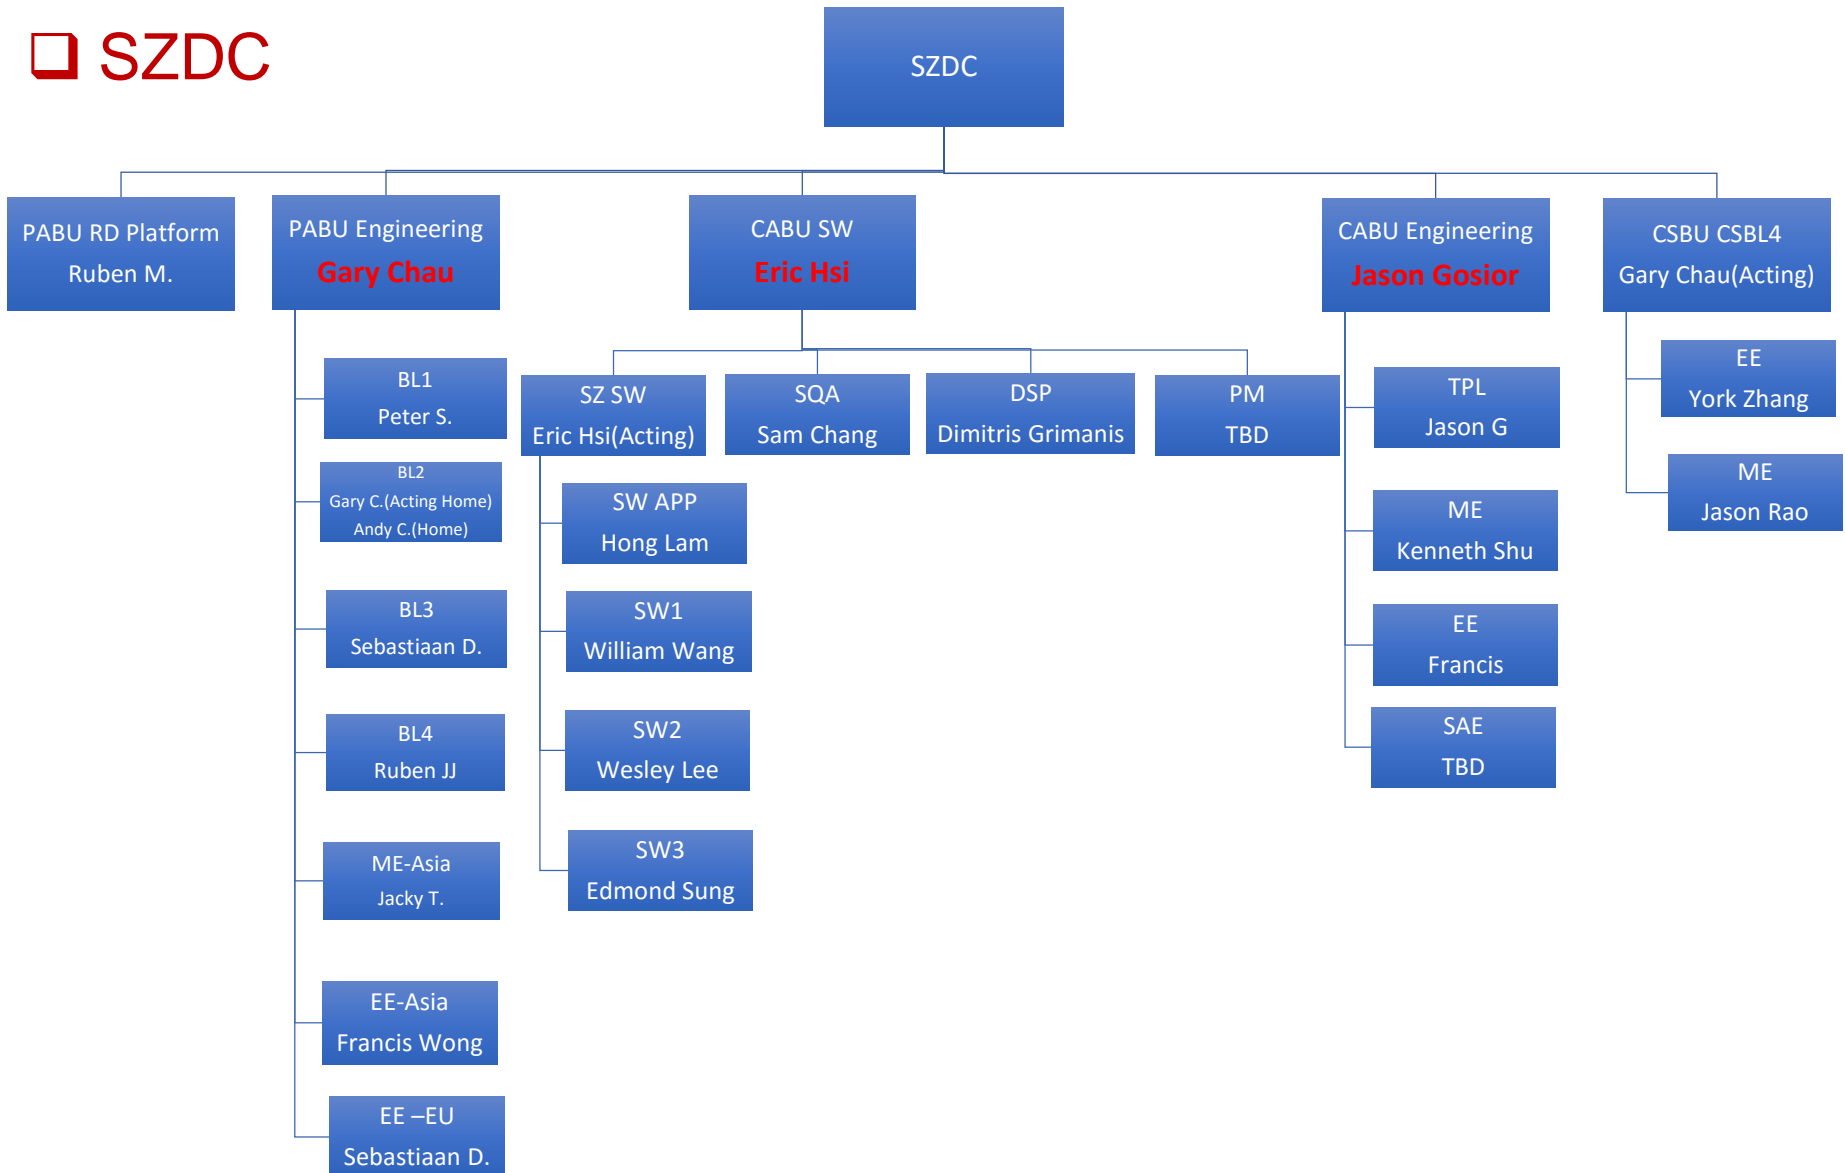 SZDC
SZDC
PABU RD Platform
Ruben M.
PABU Engineering
Gary Chau
CABU SW
Eric Hsi
CABU Engineering
Jason Gosior
CSBU CSBL4
Gary Chau(Acting)
BL1
Peter S.
BL2
Gary C.(Acting Home)
Andy C.(Home)
BL3
Sebastiaan D.
BL4
Ruben JJ
ME-Asia
Jacky T.
EE-Asia
Francis Wong
EE –EU
Sebastiaan D.
SZ SW
Eric Hsi(Acting)
SQA
Sam Chang
DSP
Dimitris Grimanis
PM
TBD
SW APP
Hong Lam
SW1
William Wang
SW2
Wesley Lee
SW3
Edmond Sung
TPL
Jason G
ME
Kenneth Shu
EE
Francis
SAE
TBD
EE
York Zhang
ME
Jason Rao